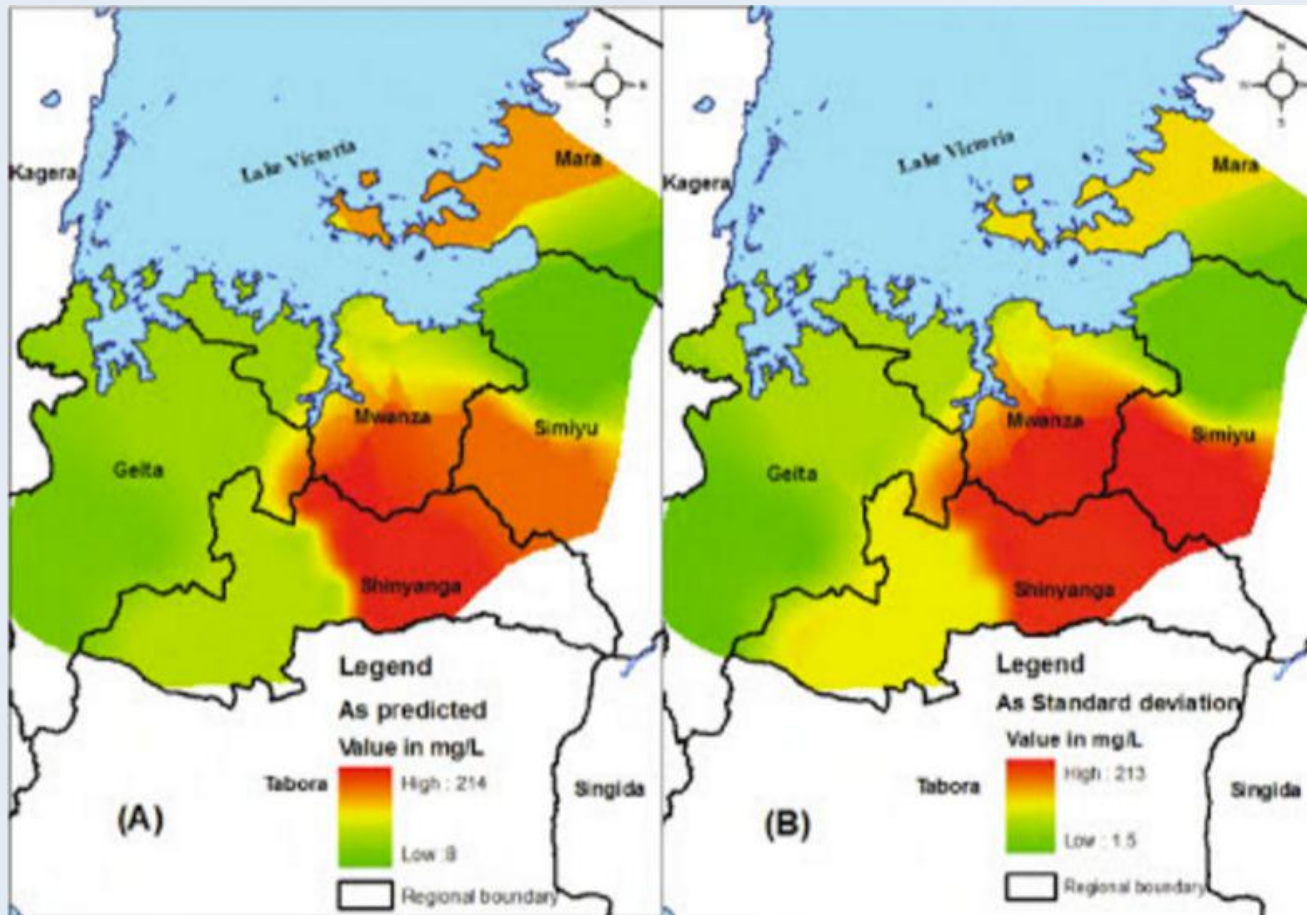 N
W E
S
Mara
Lake Victoria
Kagera
Mwanza
Simiyu
Geita
Shinyanga
Legend
As predicted
Value in mg/L
Tabora
High : 214
Singida
(A)
Low :8
Regional boundary
N
W E
S
Mara
Lake Victoria
Kagera
Mwanza
Simiyu
Geita
Shinyanga
Legend
As Standard deviation
Value in mg/L
High : 213
Tabora
Singida
(B)
Low : 1.5
Regional boundary